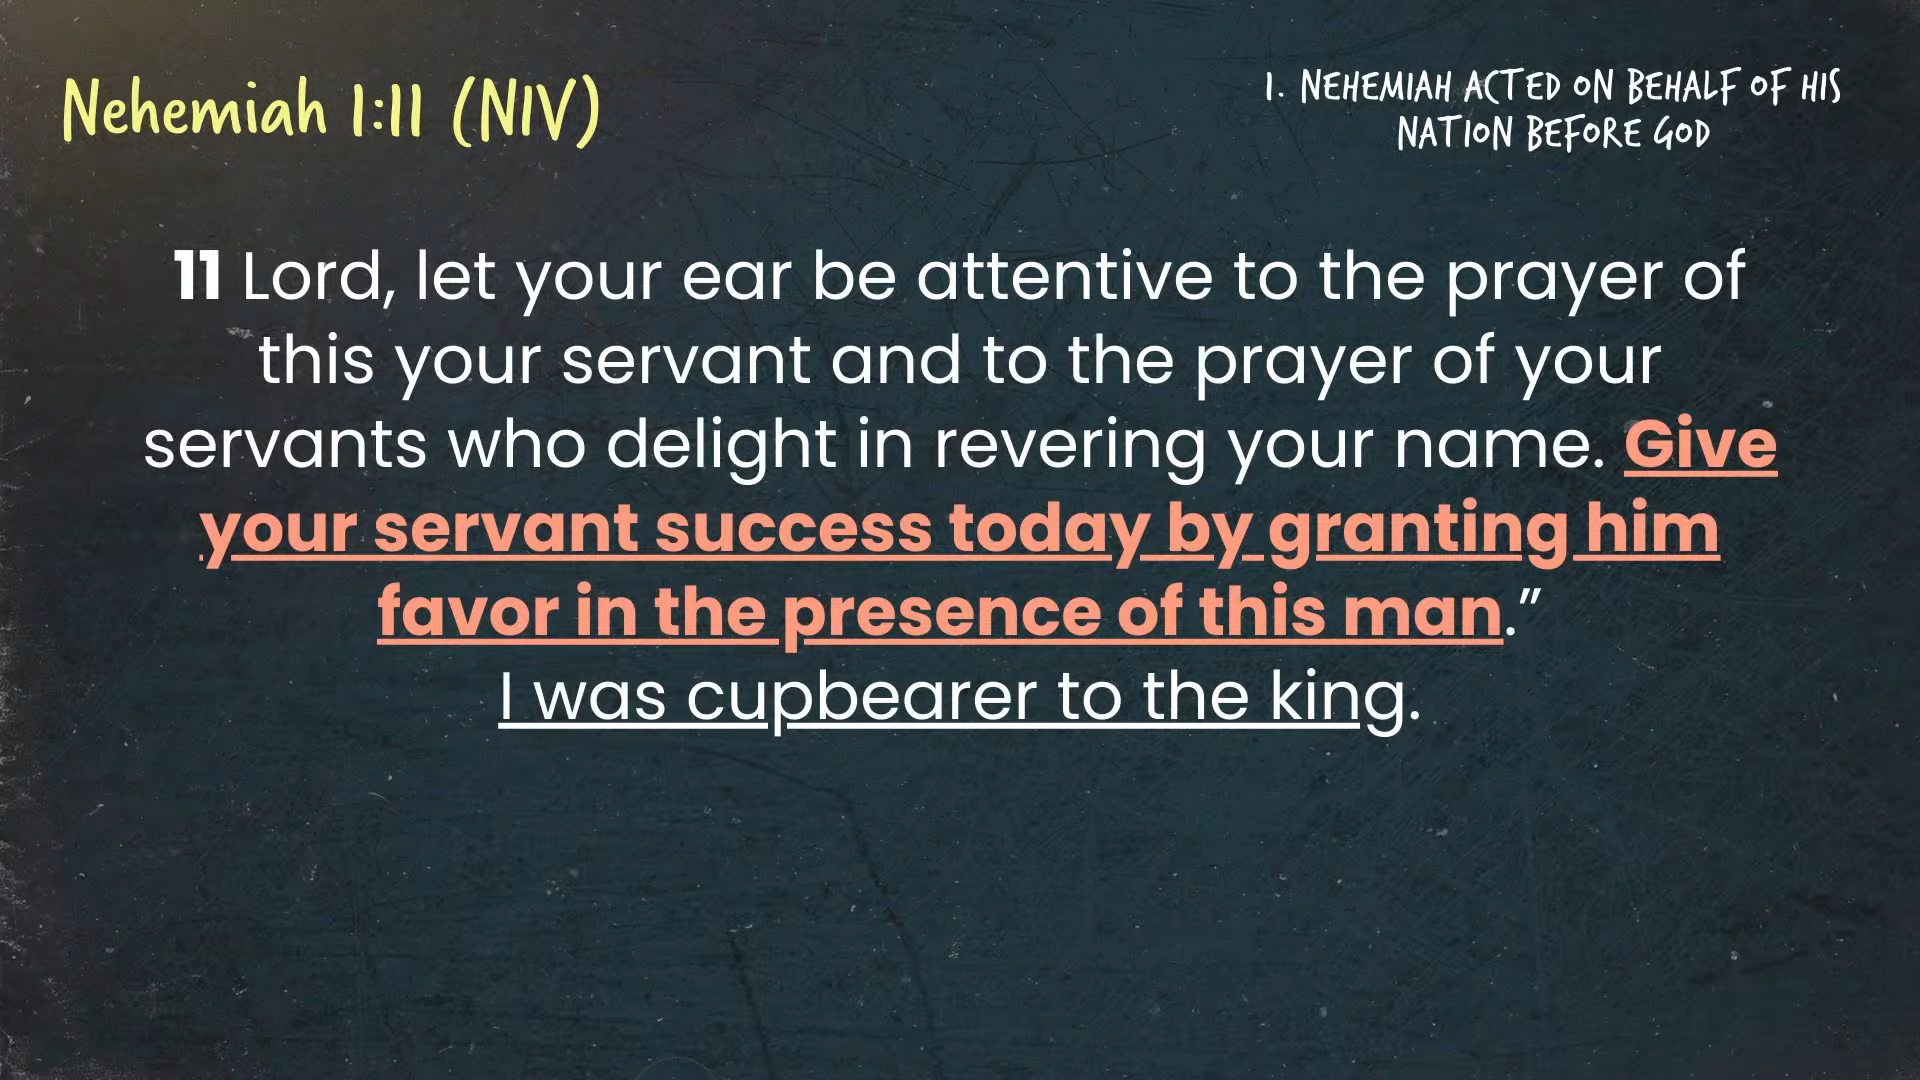 Nehemiah 1:11 (NIV)
1. NEHEMIAH ACTED ON BEHALF OF HIS
NATION BEFORE GOD
11 Lord, let your ear be attentive to the prayer of
this your servant and to the prayer of your
servants who delight in revering your name. Give
your servant success today by granting him
favor in the presence of this man.”
I was cupbearer to the king.